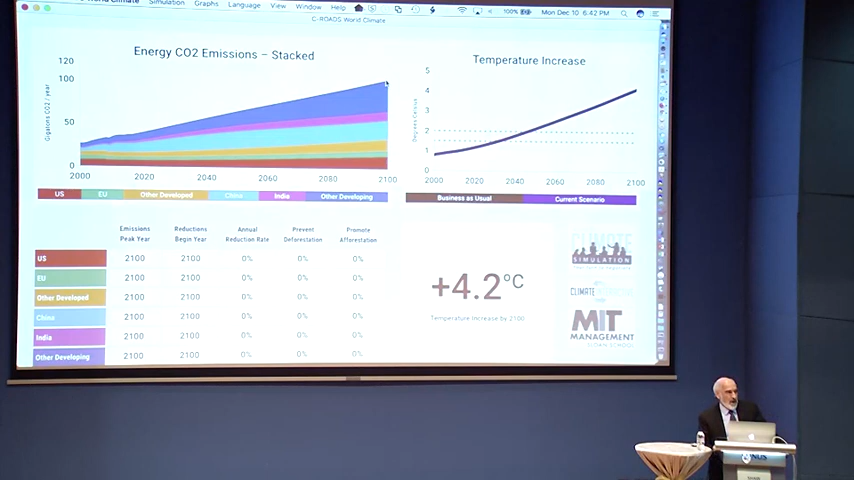 Simulation Graphs Language View Window Help 100% Mon Dec 10 6:42 PM
C-ROADS World Climate
Energy CO2 Emissions – Stacked
120
100
50
0
Gigatons CO2 / year
2000 2020 2040 2060 2080 2100
US EU Other Developed China India Other Developing
Temperature Increase
5
4
3
2
1
0
Degrees Celsius
2000 2020 2040 2060 2080 2100
Business as Usual Current Scenario
Emissions Peak Year
Reductions Begin Year
Annual Reduction Rate
Prevent Deforestation
Promote Afforestation
US 2100 2100 0% 0% 0%
EU 2100 2100 0% 0% 0%
Other Developed 2100 2100 0% 0% 0%
China 2100 2100 0% 0% 0%
India 2100 2100 0% 0% 0%
Other Developing 2100 2100 0% 0% 0%
+4.2°C
Temperature Increase by 2100
CLIMATE
SIMULATION
CLIMATE
MIT
MANAGEMENT
SLOAN SCHOOL
NUS